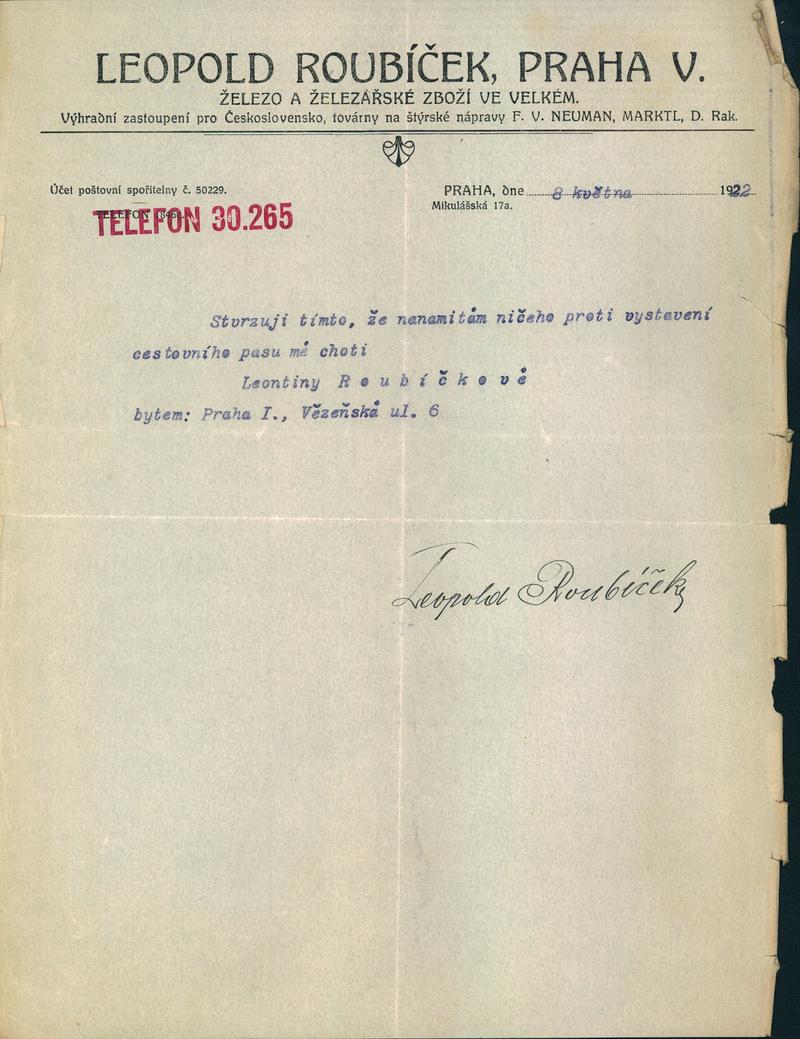 LEOPOLD ROUBÍČEK, PRAHA V.
ŽELEZO A ŽELEZÁŘSKÉ ZBOŽÍ VE VELKÉM.
Výhradní zastoupení pro Československo, továrny na štýrské nápravy F. V. NEUMAN, MARKTL, D. Rak.
Účet poštovní spořitelny č. 50229.
PRAHA, dne 8 května 1922.
Mikulášská 17a.
TELEFON
TELEFON 30.265
Stvrzuji tímto, že nanamitám ničeho proti vystavení
cestovního pasu mé choti
Leontiny Roubíčkové
bytem: Praha I., Vězeňská ul. 6
Leopold Roubíček